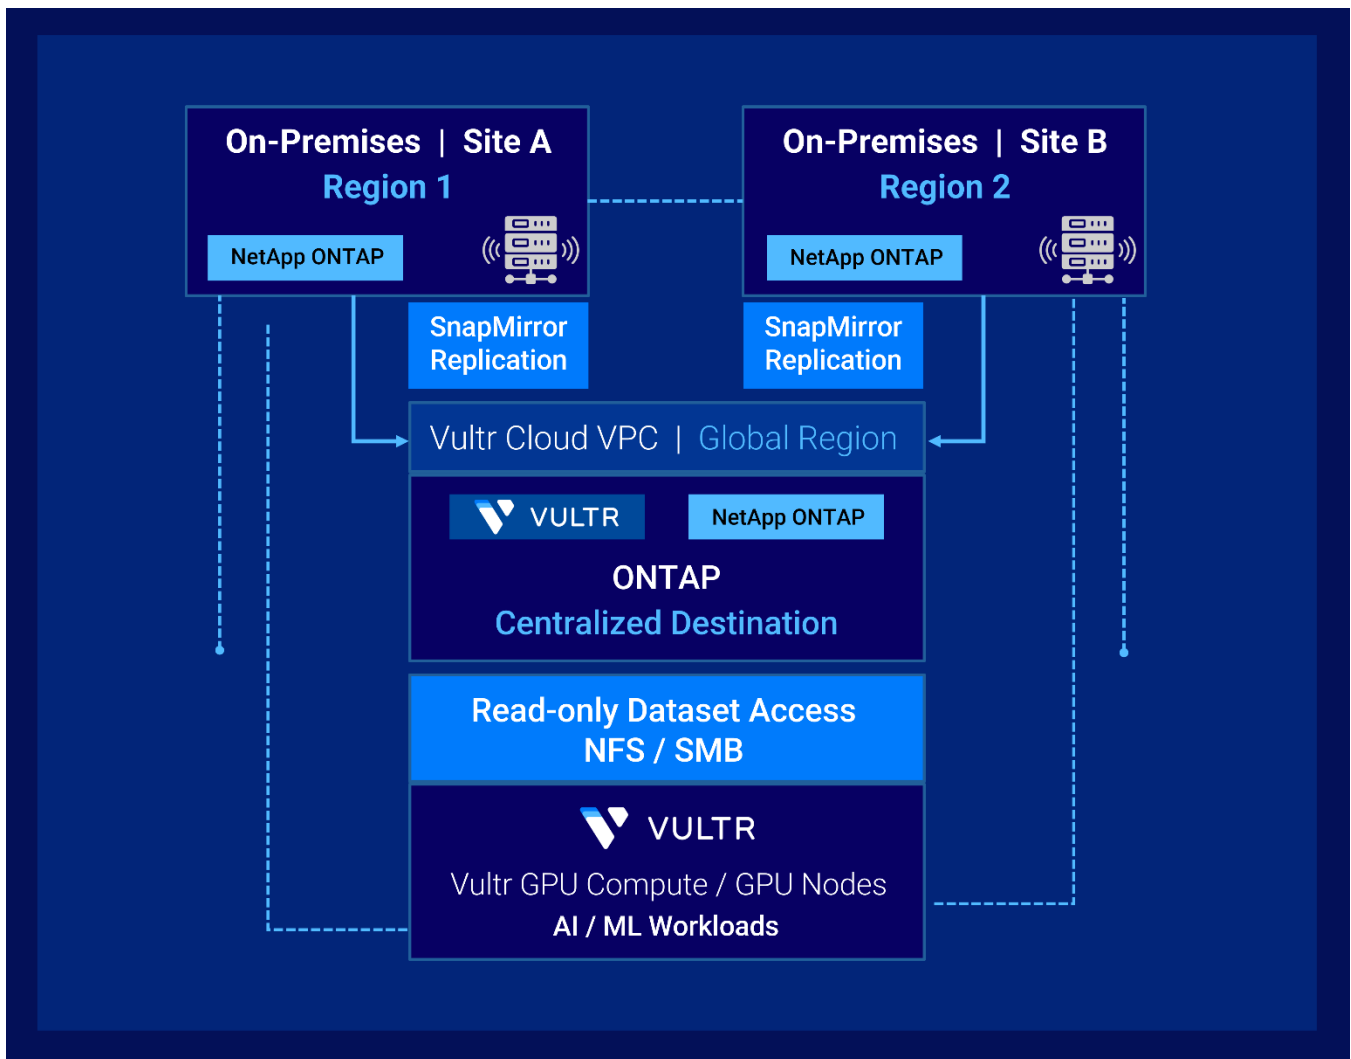 On-Premises | Site A
Region 1
NetApp ONTAP
On-Premises | Site B
Region 2
NetApp ONTAP
SnapMirror
Replication
SnapMirror
Replication
Vultr Cloud VPC | Global Region
VULTR
NetApp ONTAP
ONTAP
Centralized Destination
Read-only Dataset Access
NFS / SMB
VULTR
Vultr GPU Compute / GPU Nodes
AI / ML Workloads